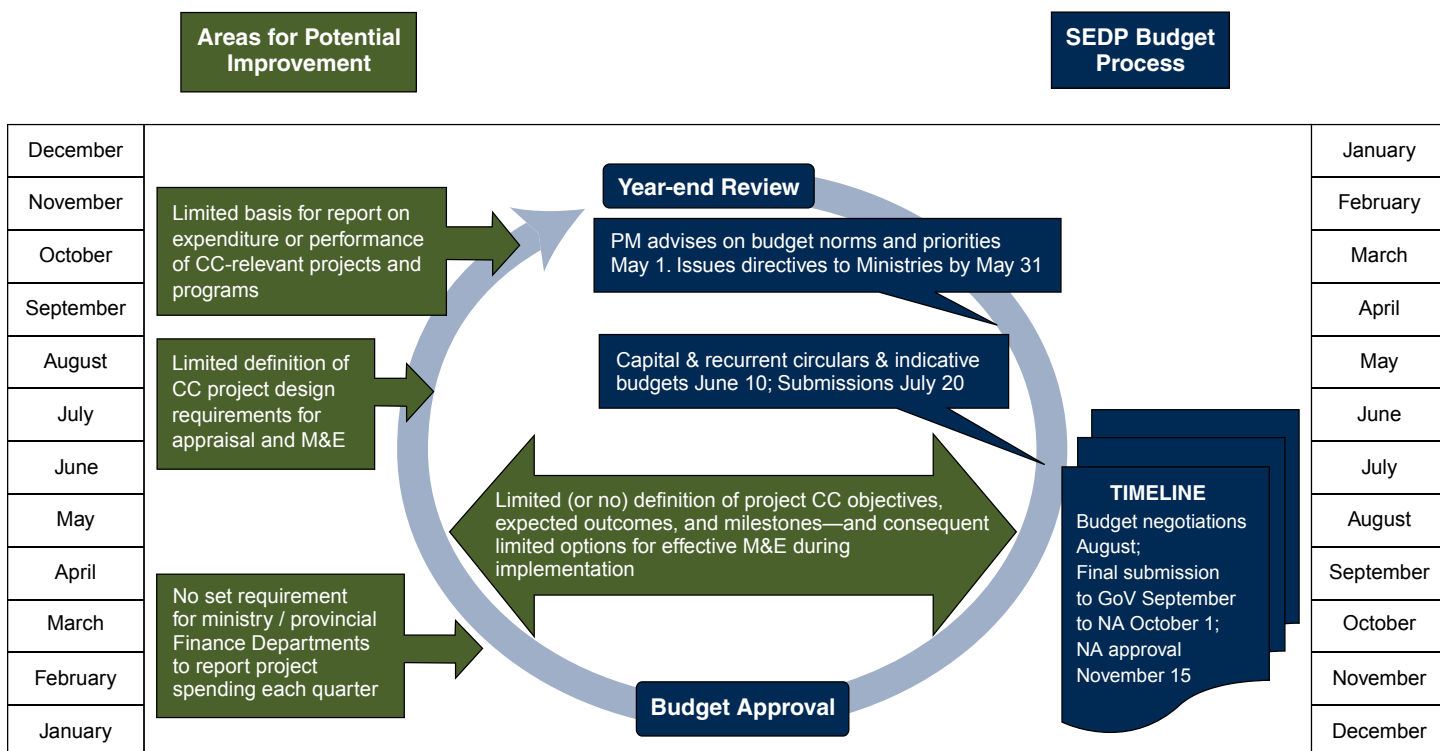 Areas for Potential
Improvement
SEDP Budget
Process
December
November
October
September
August
July
June
May
April
March
February
January
Limited basis for report on
expenditure or performance
of CC-relevant projects and
programs
Limited definition of
CC project design
requirements for
appraisal and M&E
No set requirement
for ministry / provincial
Finance Departments
to report project
spending each quarter
Year-end Review
PM advises on budget norms and priorities
May 1. Issues directives to Ministries by May 31
Capital & recurrent circulars & indicative
budgets June 10; Submissions July 20
Limited (or no) definition of project CC objectives,
expected outcomes, and milestones—and consequent
limited options for effective M&E during
implementation
Budget Approval
TIMELINE
Budget negotiations
August;
Final submission
to GoV September
to NA October 1;
NA approval
November 15
January
February
March
April
May
June
July
August
September
October
November
December